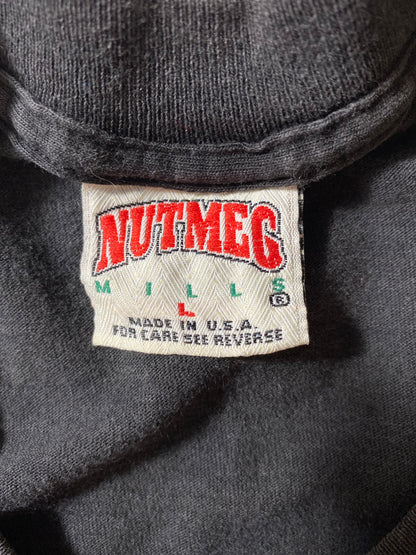 NUTMEG
MILLS®
L
MADE IN U.S.A.
FOR CARE SEE REVERSE